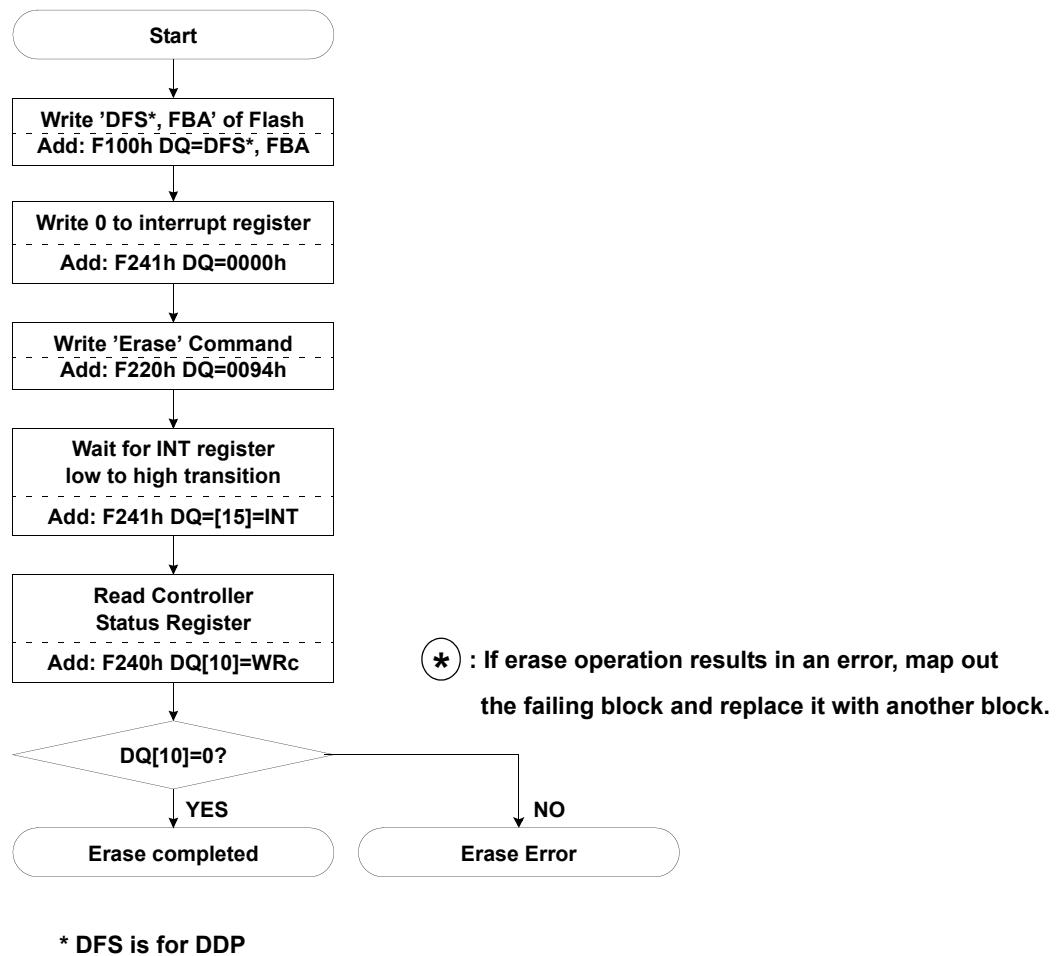 Start
Write ’DFS*, FBA’ of Flash
Add: F100h DQ=DFS*, FBA
Write 0 to interrupt register
Add: F241h DQ=0000h
Write ’Erase’ Command
Add: F220h DQ=0094h
Wait for INT register
low to high transition
Add: F241h DQ=[15]=INT
Read Controller
Status Register
Add: F240h DQ[10]=WRc
* : If erase operation results in an error, map out
the failing block and replace it with another block.
DQ[10]=0?
YES
NO
Erase completed
Erase Error
* DFS is for DDP